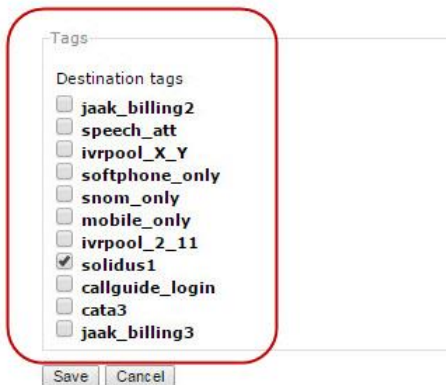 Tags
Destination tags
jaak_billing2
speech_att
ivrpool_X_Y
softphone_only
snom_only
mobile_only
ivrpool_2_11
solidus1
callguide_login
cata3
jaak_billing3
Save Cancel